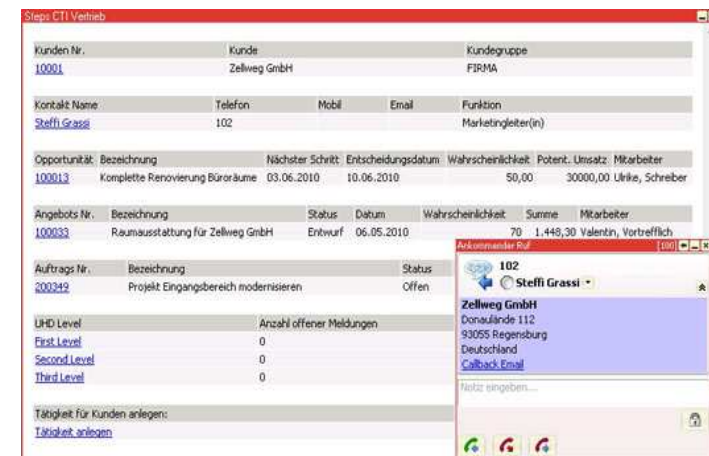 Steps CTI Vertrieb
Kunden Nr. Kunde Kundegruppe
10001 Zellweg GmbH FIRMA
Kontakt Name Telefon Mobil Email Funktion
Steffi Grassi 102 Marketingleiter(in)
Opportunität Bezeichnung Nächster Schritt Entscheidungsdatum Wahrscheinlichkeit Potent. Umsatz Mitarbeiter
100013 Komplette Renovierung Büroräume 03.06.2010 10.06.2010 50,00 30000,00 Ulrike, Schreiber
Angebots Nr. Bezeichnung Status Datum Wahrscheinlichkeit Summe Mitarbeiter
100033 Raumausstattung für Zellweg GmbH Entwurf 06.05.2010 70 1.448,30 Valentin, Vortrefflich
Auftrags Nr. Bezeichnung Status
200349 Projekt Eingangsbereich modernisieren Offen
UHD Level Anzahl offener Meldungen
First Level 0
Second Level 0
Third Level 0
Tätigkeit für Kunden anlegen:
Tätigkeit anlegen
Ankommender Ruf [100]
102
Steffi Grassi
Zellweg GmbH
Donaulände 112
93055 Regensburg
Deutschland
Callback Email
Notiz eingeben...